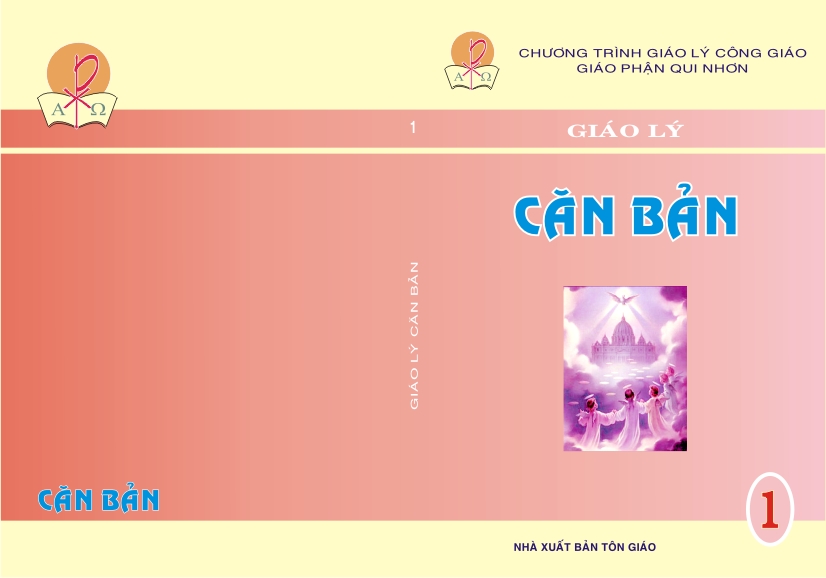 Α Ω
CĂN BẢN
1
GIÁO LÝ CĂN BẢN
Α Ω
CHƯƠNG TRÌNH GIÁO LÝ CÔNG GIÁO
GIÁO PHẬN QUI NHƠN
GIÁO LÝ
CĂN BẢN
1
NHÀ XUẤT BẢN TÔN GIÁO